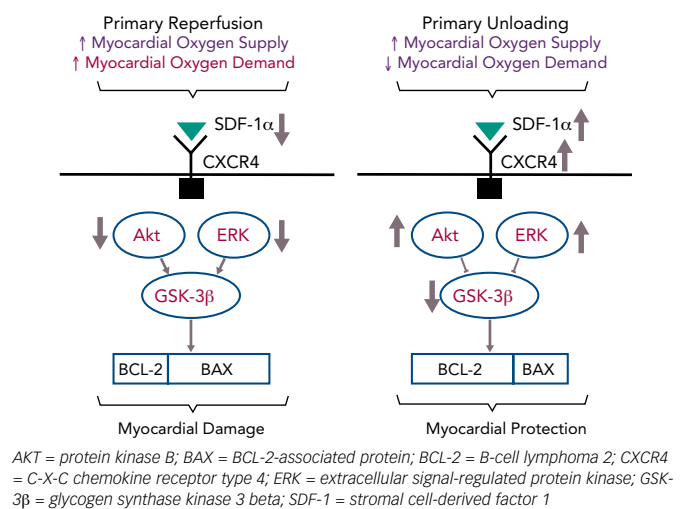 Primary Reperfusion
↑ Myocardial Oxygen Supply
↑ Myocardial Oxygen Demand
SDF-1α
CXCR4
Akt
ERK
GSK-3β
BCL-2
BAX
Myocardial Damage
Primary Unloading
↑ Myocardial Oxygen Supply
↓ Myocardial Oxygen Demand
SDF-1α
CXCR4
Akt
ERK
GSK-3β
BCL-2
BAX
Myocardial Protection
AKT = protein kinase B; BAX = BCL-2-associated protein; BCL-2 = B-cell lymphoma 2; CXCR4
= C-X-C chemokine receptor type 4; ERK = extracellular signal-regulated protein kinase; GSK-
3β = glycogen synthase kinase 3 beta; SDF-1 = stromal cell-derived factor 1